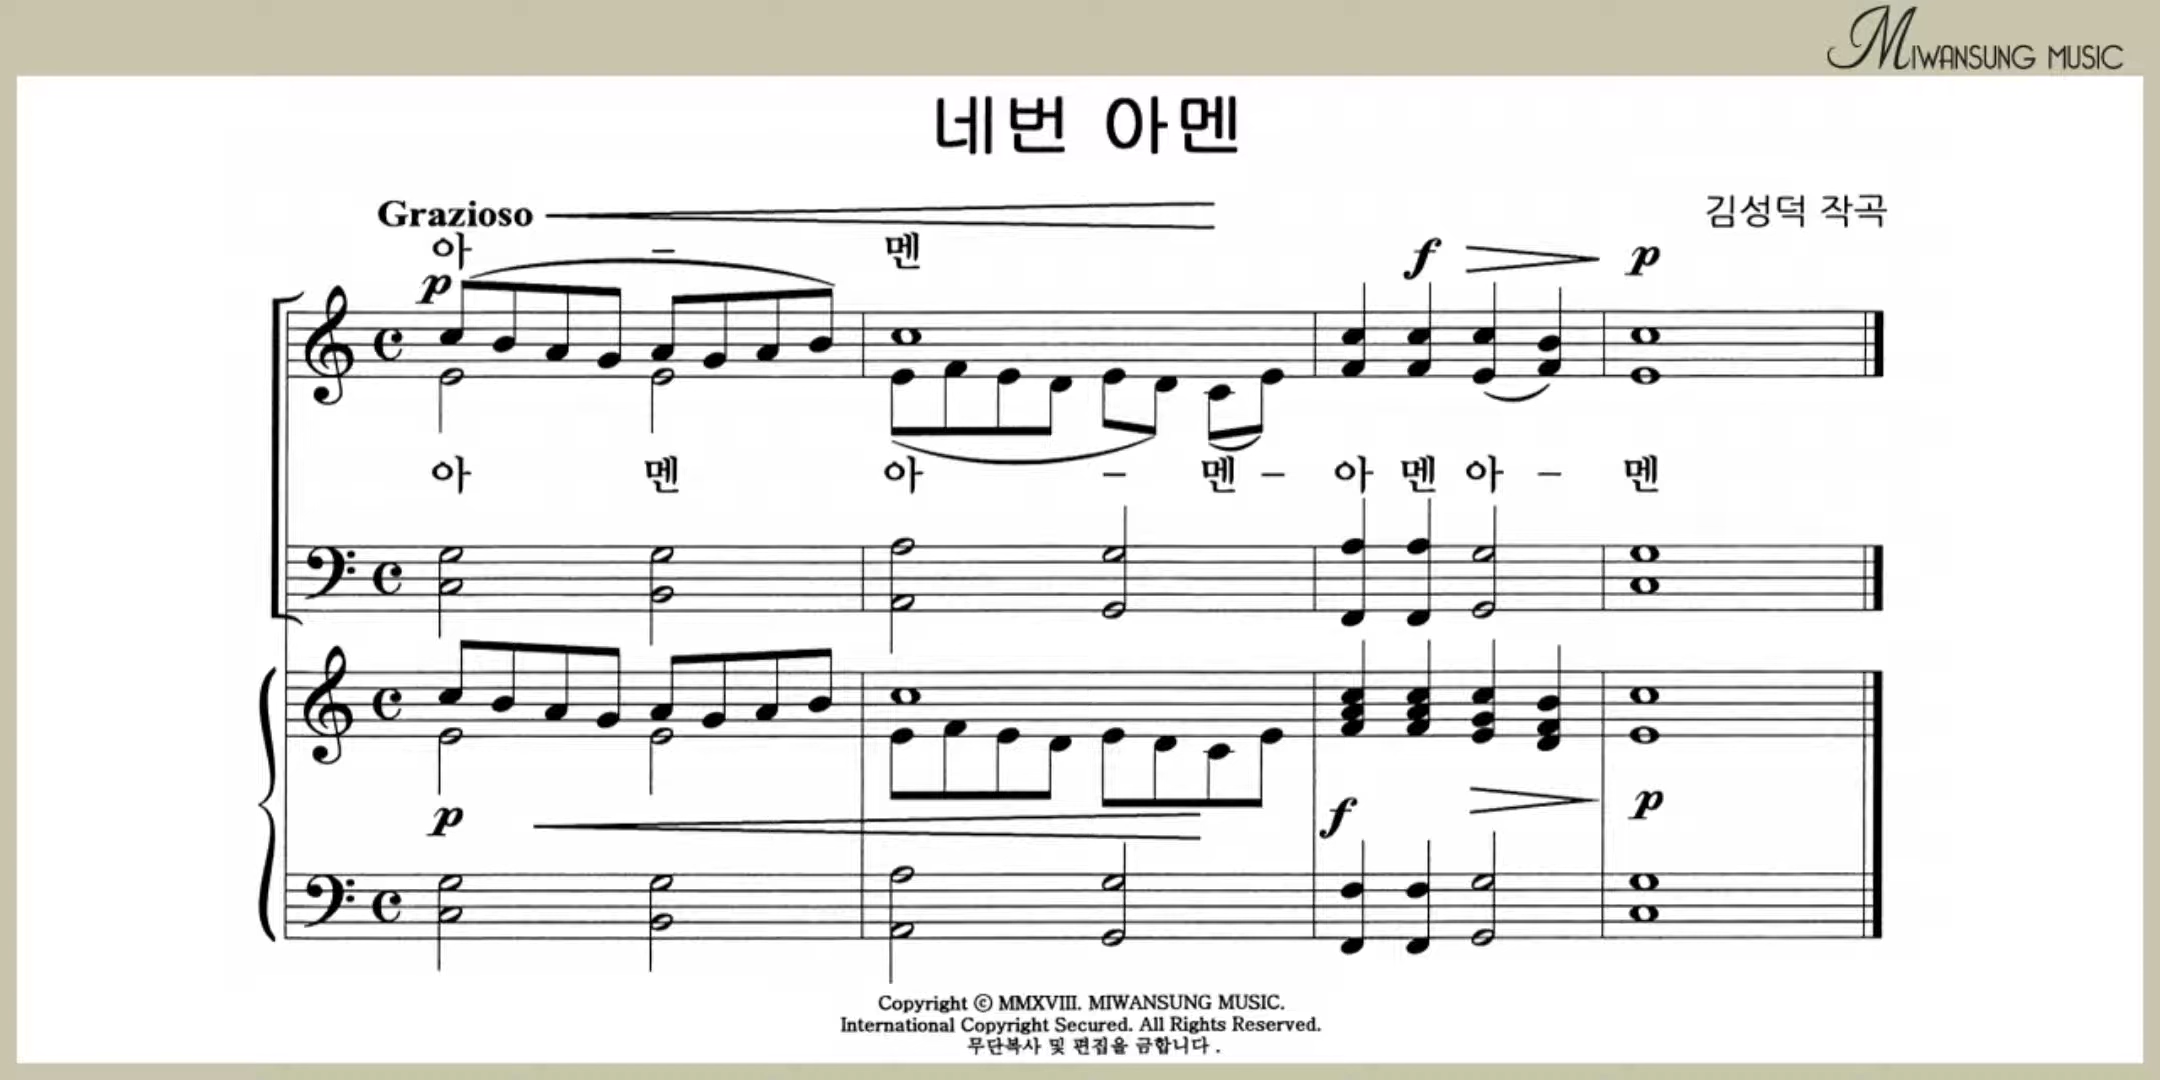 MIWANSUNG MUSIC
네번 아멘
Grazioso
김성덕 작곡
아 – 멘
p f p
아 멘 아 – 멘 – 아 멘 아 – 멘
p f p
Copyright ⓒ MMXVIII. MIWANSUNG MUSIC.
International Copyright Secured. All Rights Reserved.
무단복사 및 편집을 금합니다 .